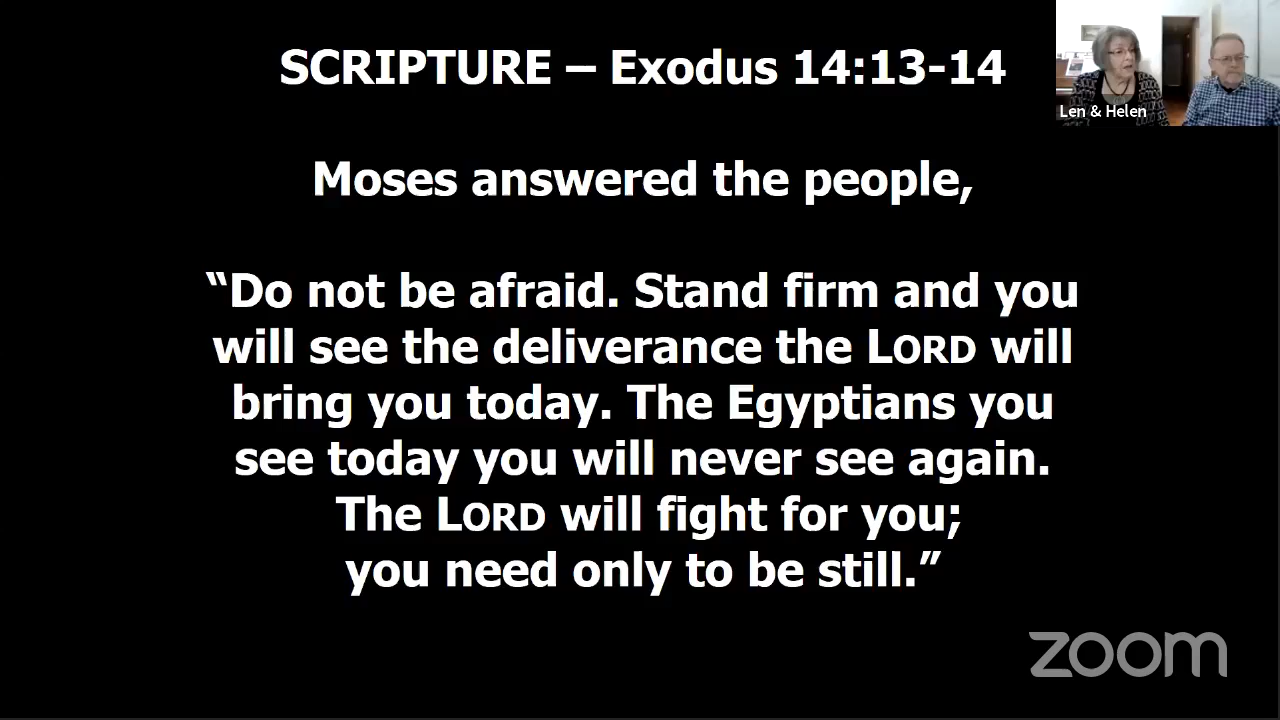 SCRIPTURE – Exodus 14:13-14
Len & Helen
Moses answered the people,
“Do not be afraid. Stand firm and you
will see the deliverance the LORD will
bring you today. The Egyptians you
see today you will never see again.
The LORD will fight for you;
you need only to be still.”
zoom